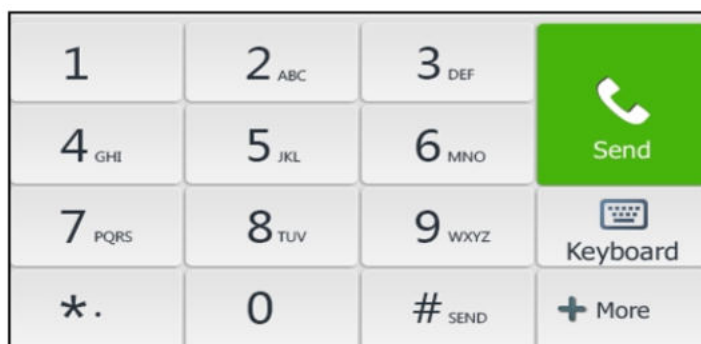 1 2 ABC 3 DEF
4 GHI 5 JKL 6 MNO Send
7 PQRS 8 TUV 9 WXYZ Keyboard
*. 0 # SEND + More